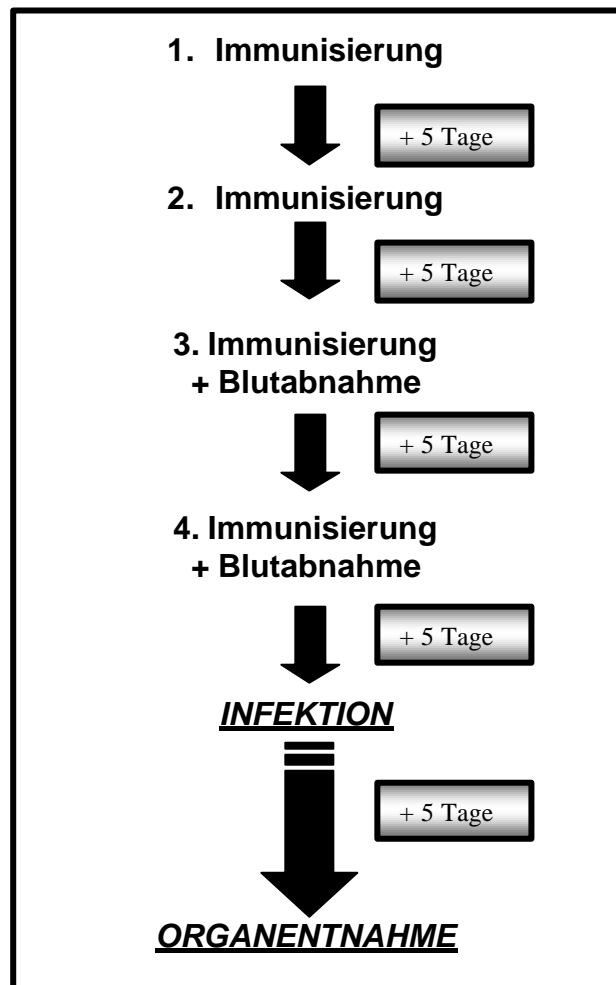 1. Immunisierung
+ 5 Tage
2. Immunisierung
+ 5 Tage
3. Immunisierung
+ Blutabnahme
+ 5 Tage
4. Immunisierung
+ Blutabnahme
+ 5 Tage
INFEKTION
+ 5 Tage
ORGANENTNAHME